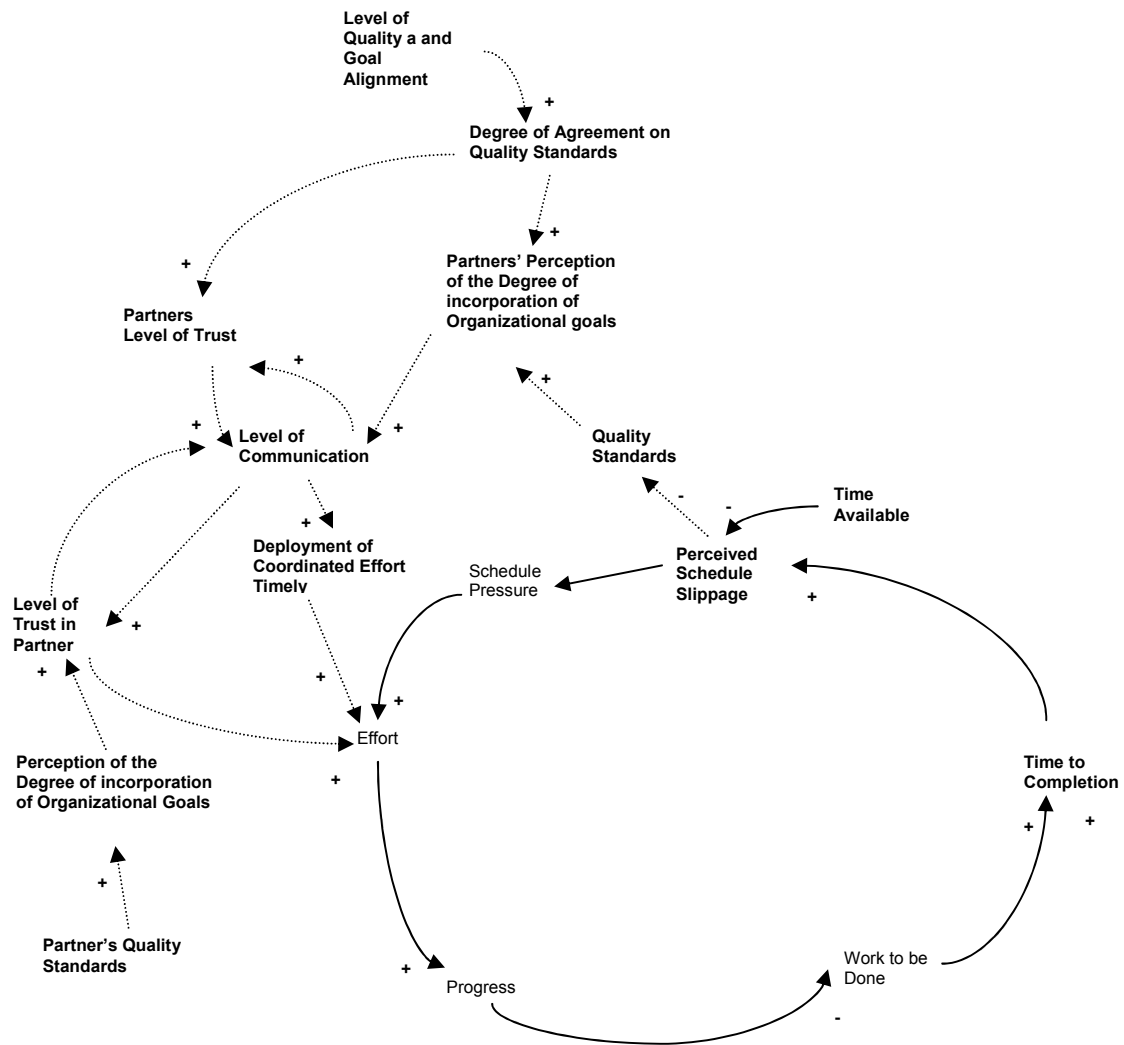 Level of
Quality a and
Goal
Alignment
+
Degree of Agreement on
Quality Standards
+
+
Partners' Perception
of the Degree of
incorporation of
Organizational goals
Partners
Level of Trust
+
+
+
+
Level of
Communication
Quality
Standards
-
-
Time
Available
+
Deployment of
Coordinated Effort
Timely
Schedule
Pressure
Perceived
Schedule
Slippage
+
Level of
Trust in
Partner
+
+
+
+
Effort
+
Perception of the
Degree of incorporation
of Organizational Goals
Time to
Completion
+
+
+
Partner's Quality
Standards
+
Progress
Work to be
Done
-